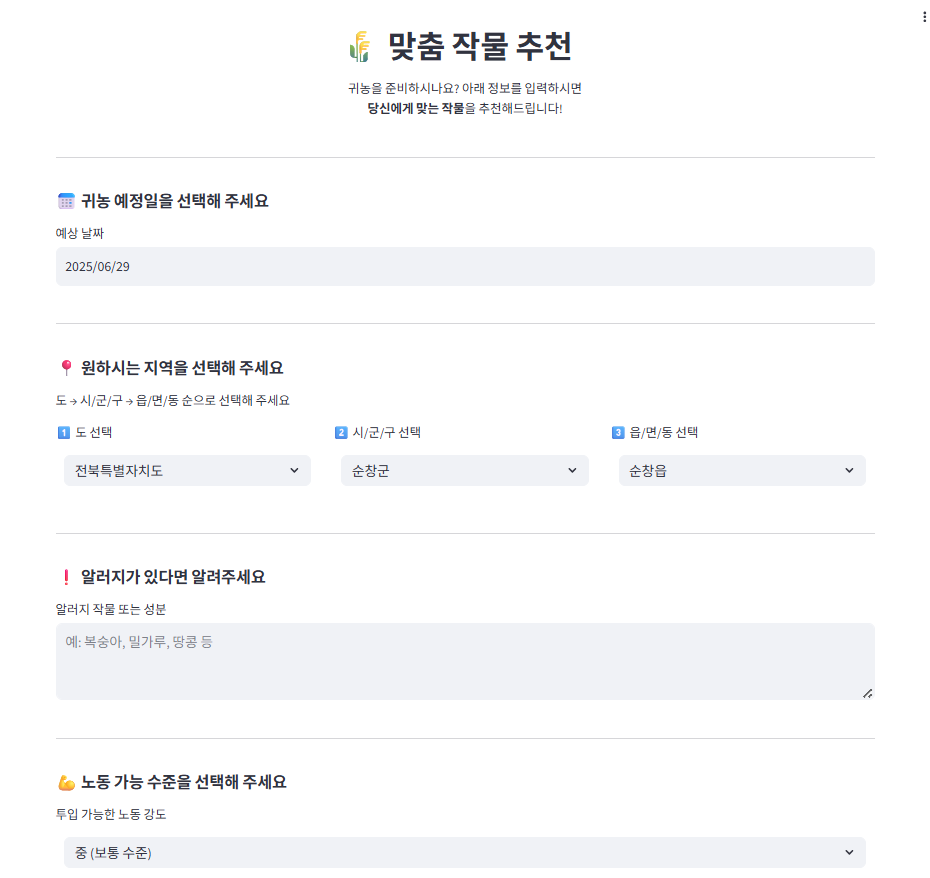 🌾 맞춤 작물 추천
귀농을 준비하시나요? 아래 정보를 입력하시면
당신에게 맞는 작물을 추천해드립니다!
🗓️ 귀농 예정일을 선택해 주세요
예상 날짜
2025/06/29
📍 원하시는 지역을 선택해 주세요
도 → 시/군/구 → 읍/면/동 순으로 선택해 주세요
1️⃣ 도 선택 2️⃣ 시/군/구 선택 3️⃣ 읍/면/동 선택
전북특별자치도 순창군 순창읍
❗ 알러지가 있다면 알려주세요
알러지 작물 또는 성분
예: 복숭아, 밀가루, 땅콩 등
💪 노동 가능 수준을 선택해 주세요
투입 가능한 노동 강도
중 (보통 수준)